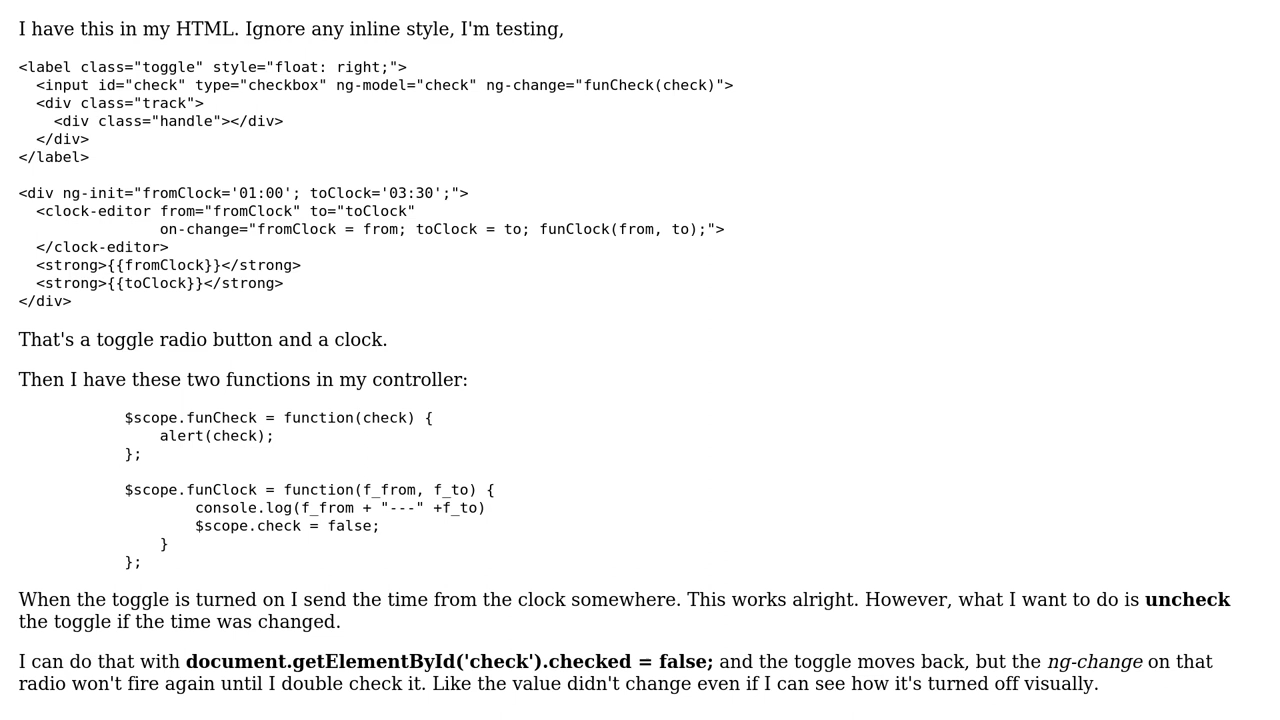 I have this in my HTML. Ignore any inline style, I'm testing,
<label class="toggle" style="float: right;">
  <input id="check" type="checkbox" ng-model="check" ng-change="funCheck(check)">
  <div class="track">
    <div class="handle"></div>
  </div>
</label>
<div ng-init="fromClock='01:00'; toClock='03:30';">
  <clock-editor from="fromClock" to="toClock"
                on-change="fromClock = from; toClock = to; funClock(from, to);">
  </clock-editor>
  <strong>{{fromClock}}</strong>
  <strong>{{toClock}}</strong>
</div>
That's a toggle radio button and a clock.
Then I have these two functions in my controller:
            $scope.funCheck = function(check) {
                alert(check);
            };
            $scope.funClock = function(f_from, f_to) {
                    console.log(f_from + "---" +f_to)
                    $scope.check = false;
                }
            };
When the toggle is turned on I send the time from the clock somewhere. This works alright. However, what I want to do is uncheck
the toggle if the time was changed.
I can do that with document.getElementById('check').checked = false; and the toggle moves back, but the ng-change on that
radio won't fire again until I double check it. Like the value didn't change even if I can see how it's turned off visually.